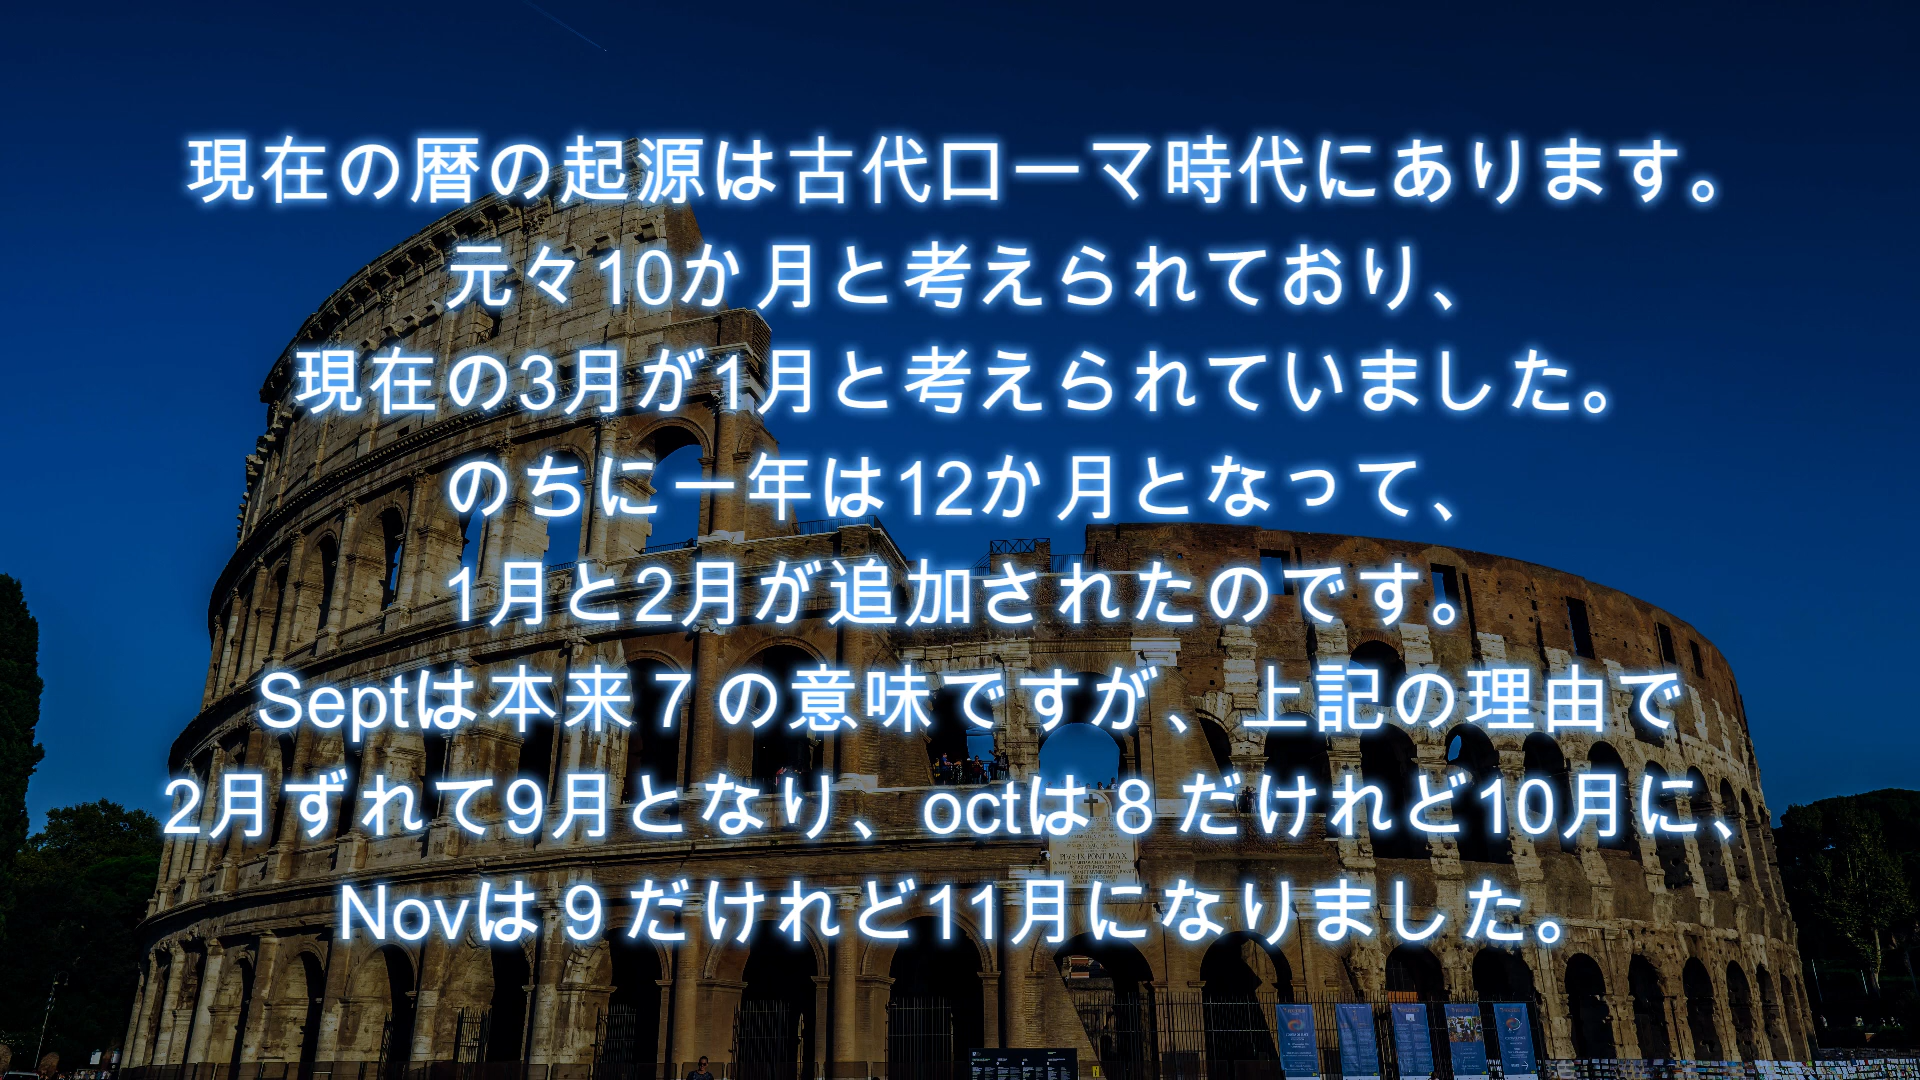 現在の暦の起源は古代ローマ時代にあります。
元々10か月と考えられており、
現在の3月が1月と考えられていました。
のちに一年は12か月となって、
1月と2月が追加されたのです。
Septは本来７の意味ですが、上記の理由で
2月ずれて9月となり、octは８だけれど10月に、
Novは９だけれど11月になりました。
PIVS IX PONT MAX